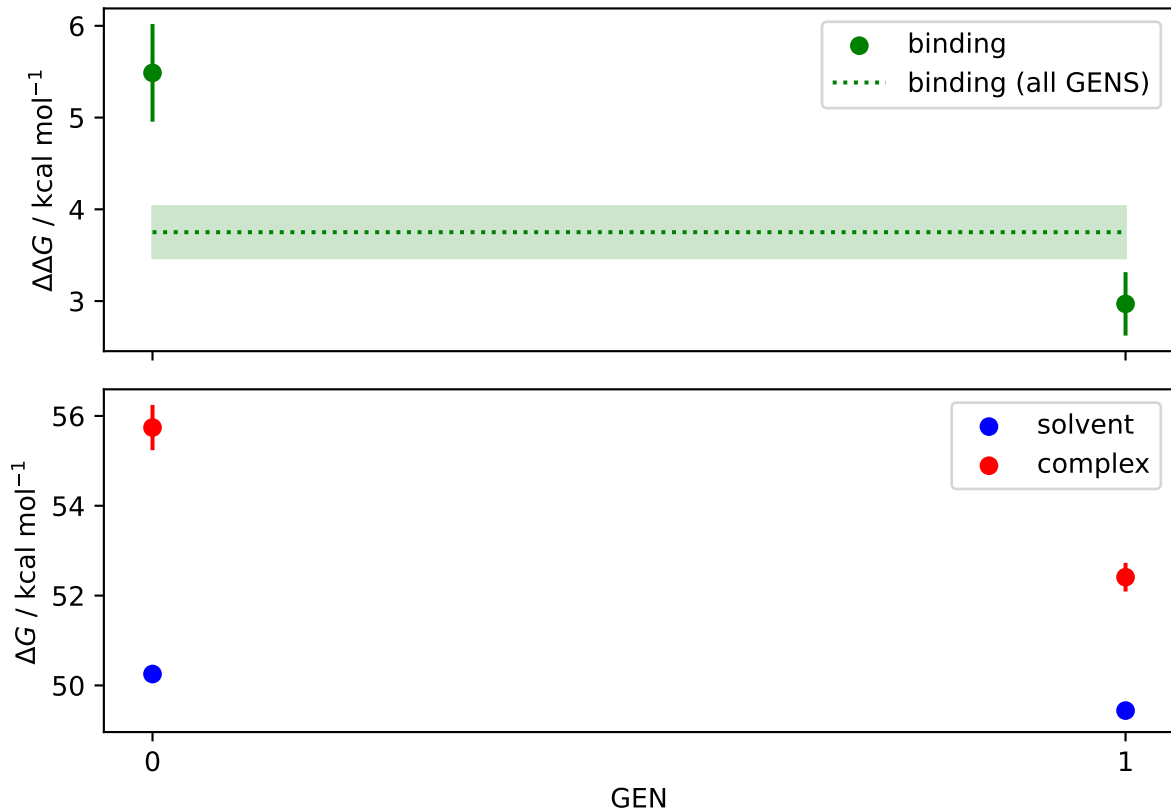 6
5
4
3
ΔΔG / kcal mol⁻¹
binding
binding (all GENS)
56
54
52
50
ΔG / kcal mol⁻¹
solvent
complex
0
1
GEN